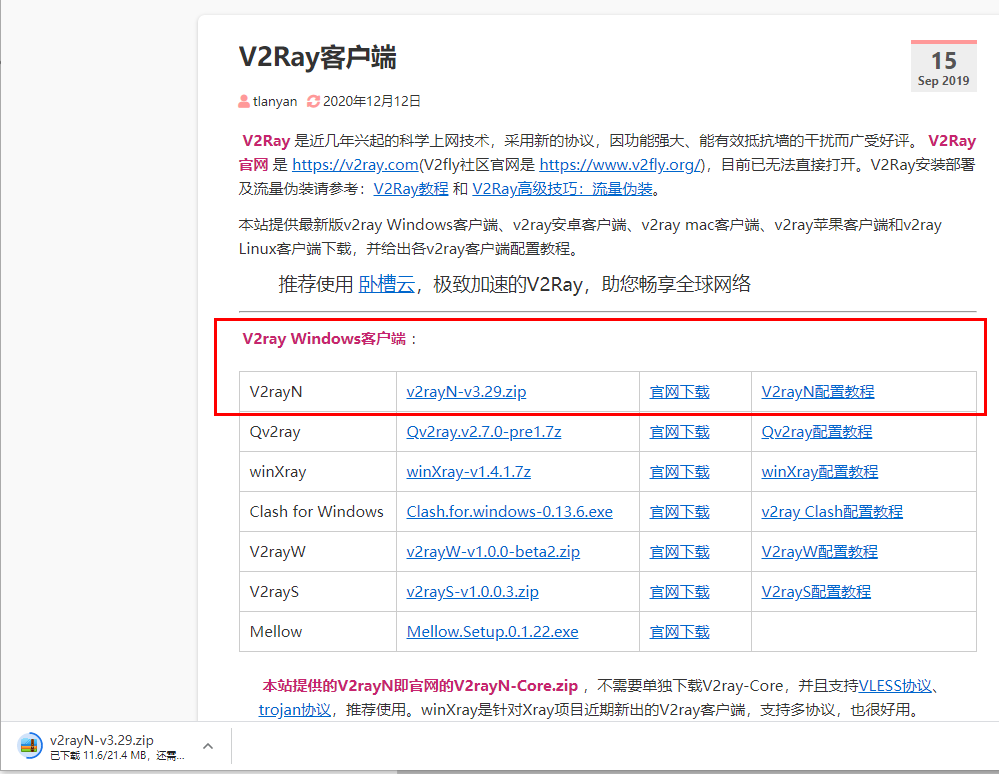 V2Ray客户端
15
Sep 2019
tlanyan 2020年12月12日
V2Ray 是近几年兴起的科学上网技术，采用新的协议，因功能强大、能有效抵抗墙的干扰而广受好评。 V2Ray
官网 是 https://v2ray.com(V2fly社区官网是 https://www.v2fly.org/)，目前已无法直接打开。V2Ray安装部署
及流量伪装请参考：V2Ray教程 和 V2Ray高级技巧：流量伪装。
本站提供最新版v2ray Windows客户端、v2ray安卓客户端、v2ray mac客户端、v2ray苹果客户端和v2ray
Linux客户端下载，并给出各v2ray客户端配置教程。
推荐使用 卧槽云，极致加速的V2Ray，助您畅享全球网络
V2ray Windows客户端：
V2rayN v2rayN-v3.29.zip 官网下载 V2rayN配置教程
Qv2ray Qv2ray.v2.7.0-pre1.7z 官网下载 Qv2ray配置教程
winXray winXray-v1.4.1.7z 官网下载 winXray配置教程
Clash for Windows Clash.for.windows-0.13.6.exe 官网下载 v2ray Clash配置教程
V2rayW v2rayW-v1.0.0-beta2.zip 官网下载 V2rayW配置教程
V2rayS v2rayS-v1.0.0.3.zip 官网下载 V2rayS配置教程
Mellow Mellow.Setup.0.1.22.exe 官网下载
本站提供的V2rayN即官网的V2rayN-Core.zip ，不需要单独下载V2ray-Core，并且支持VLESS协议、
trojan协议，推荐使用。winXray是针对Xray项目近期新出的V2ray客户端，支持多协议，也很好用。
v2rayN-v3.29.zip
已下载 11.6/21.4 MB，还需...